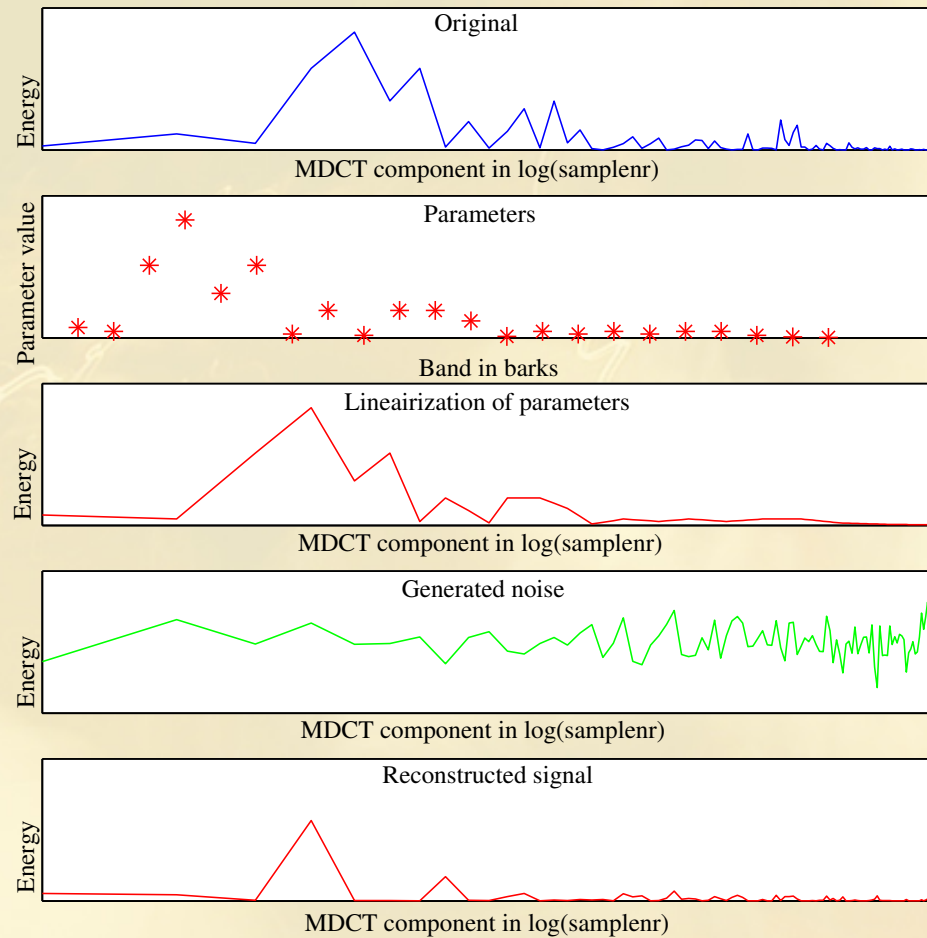 Original
Energy
MDCT component in log(samplenr)
Parameters
Parameter value
Band in barks
Lineairization of parameters
Energy
MDCT component in log(samplenr)
Generated noise
Energy
MDCT component in log(samplenr)
Reconstructed signal
Energy
MDCT component in log(samplenr)